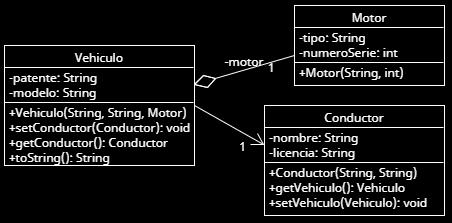 Motor
-tipo: String
-numeroSerie: int
+Motor(String, int)
Vehiculo
-patente: String
-modelo: String
+Vehiculo(String, String, Motor)
+setConductor(Conductor): void
+getConductor(): Conductor
+toString(): String
-motor
1
1
Conductor
-nombre: String
-licencia: String
+Conductor(String, String)
+getVehiculo(): Vehiculo
+setVehiculo(Vehiculo): void